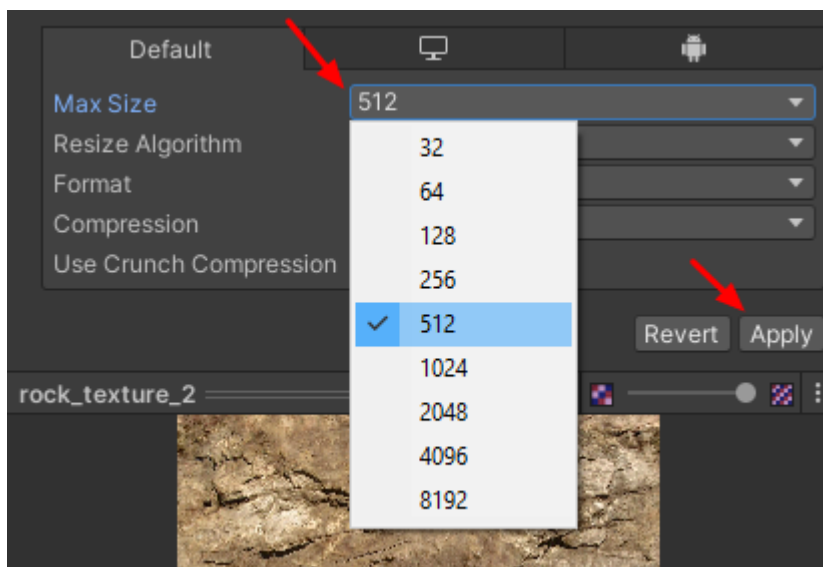 Default
Max Size 512
Resize Algorithm
Format
Compression
Use Crunch Compression
32
64
128
256
512
1024
2048
4096
8192
Revert Apply
rock_texture_2